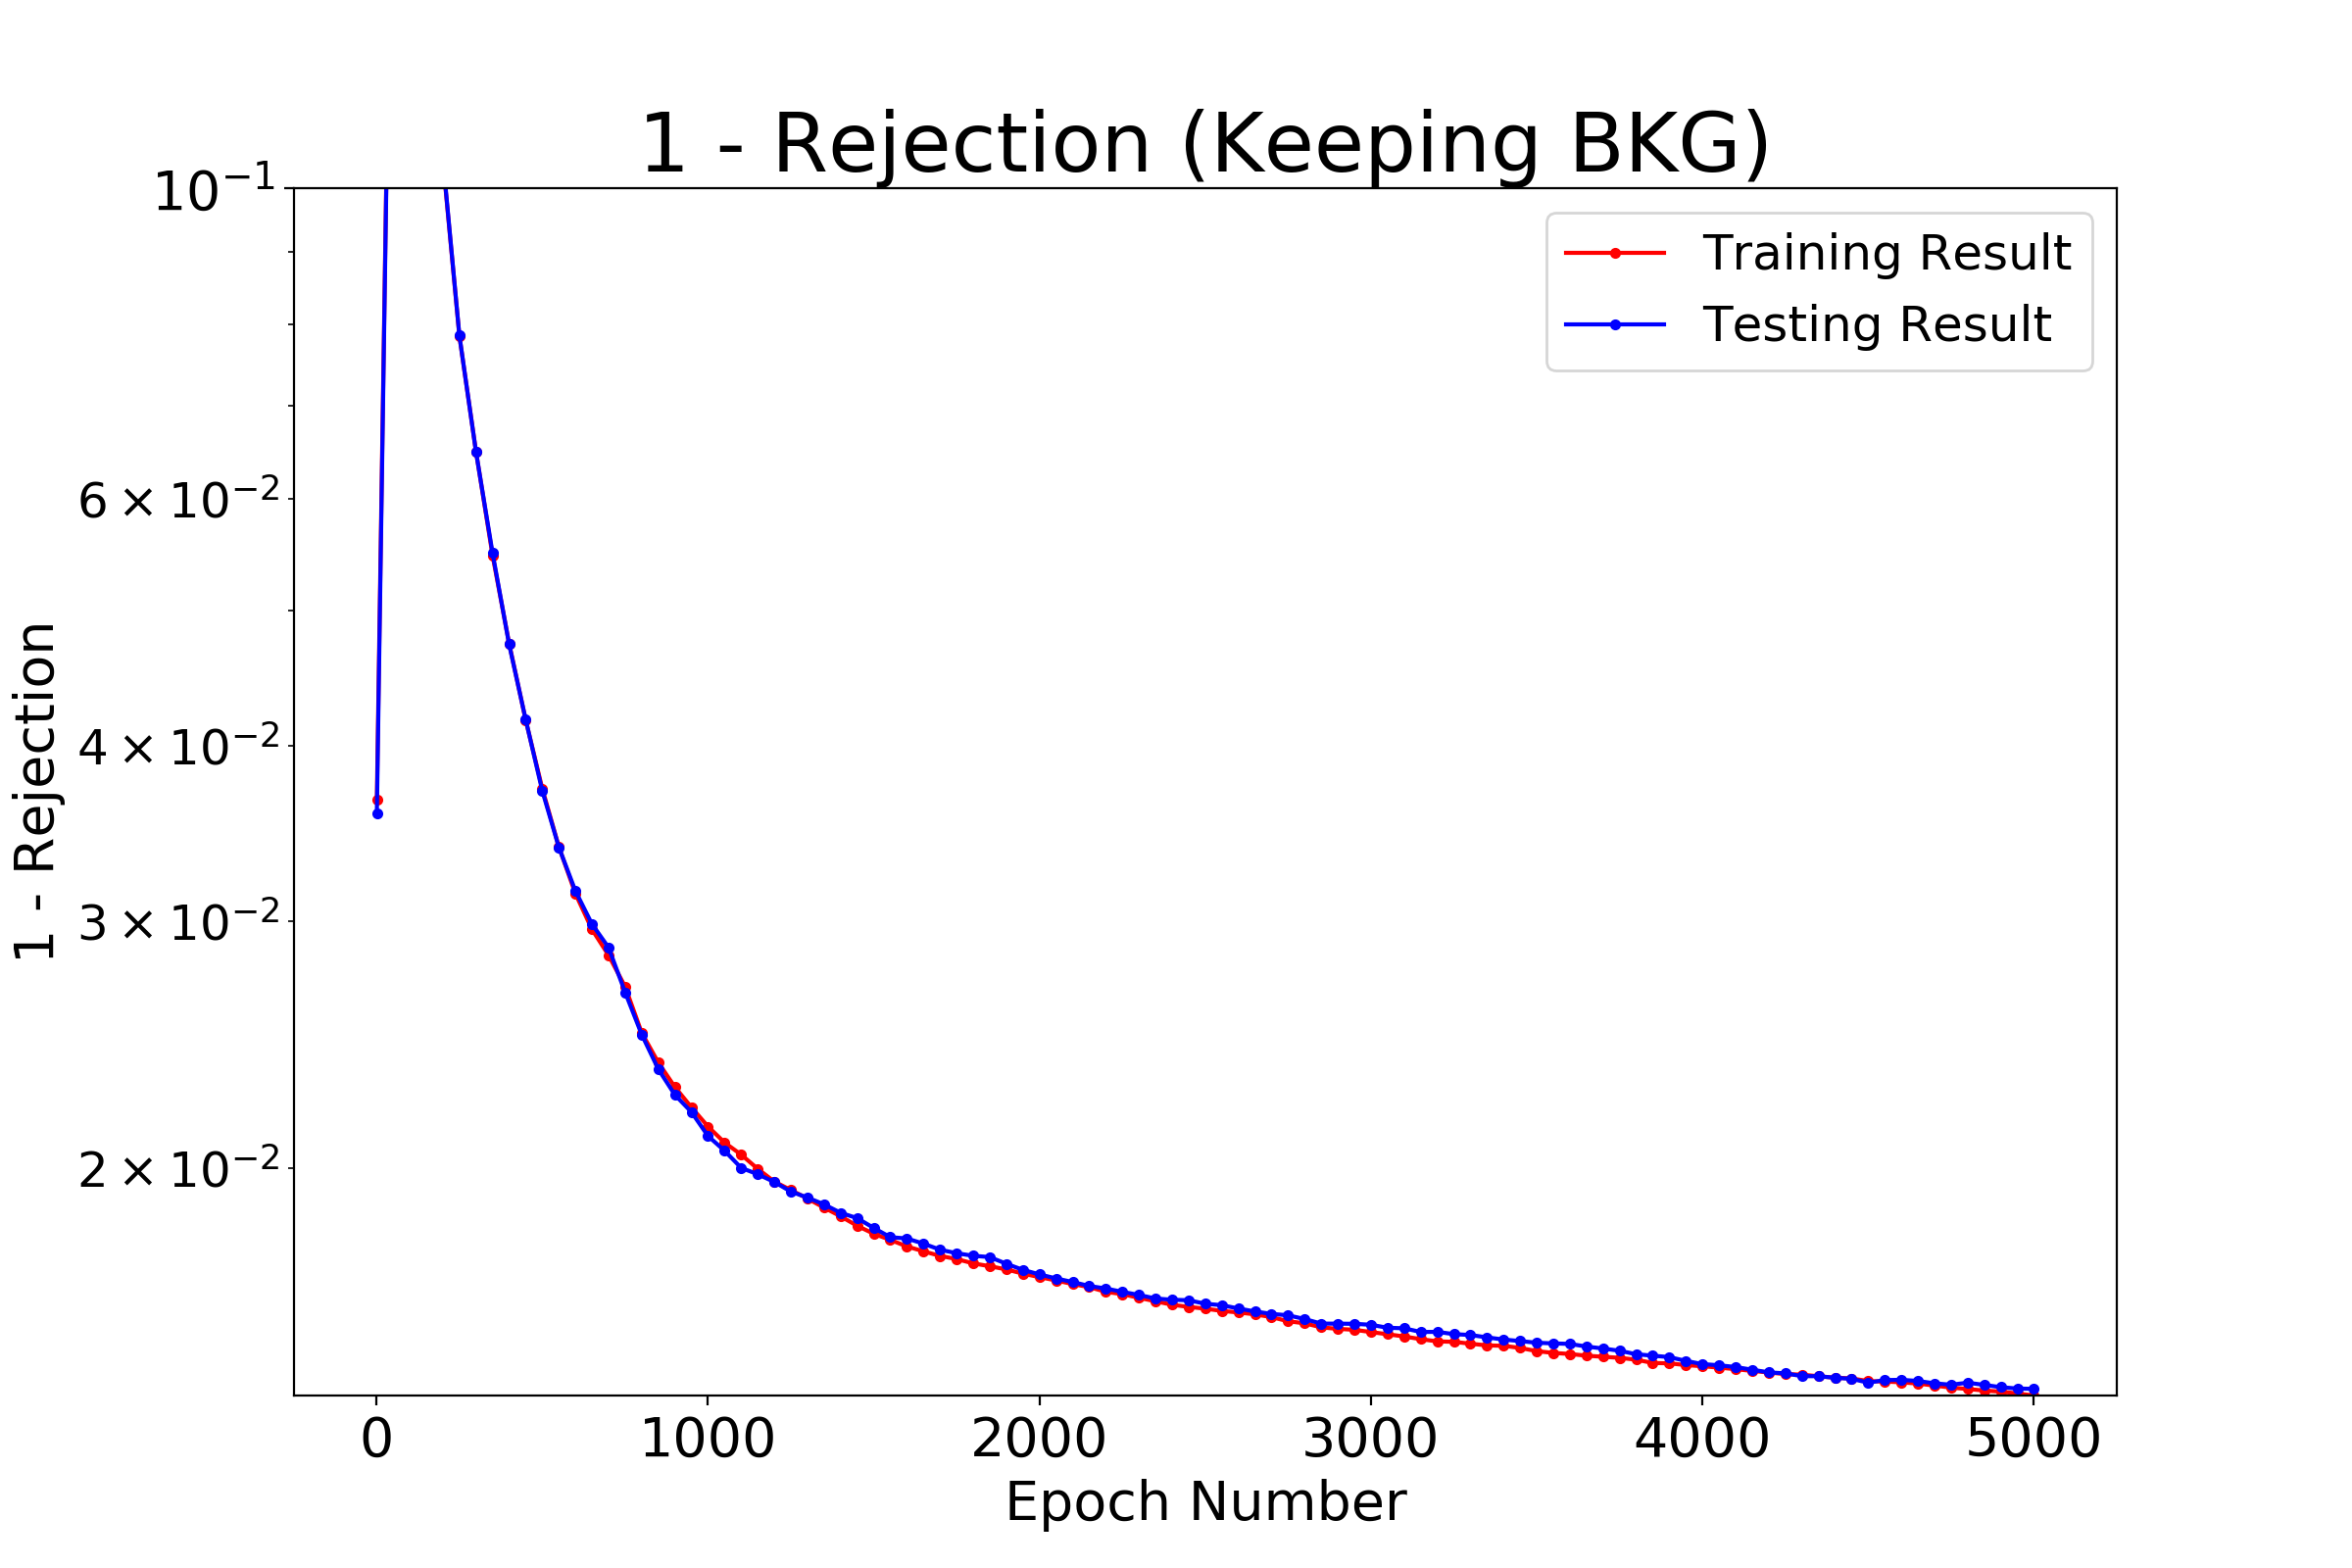 1 - Rejection (Keeping BKG)
10⁻¹
Training Result
Testing Result
6 × 10⁻²
4 × 10⁻²
3 × 10⁻²
2 × 10⁻²
1 - Rejection
0 1000 2000 3000 4000 5000
Epoch Number